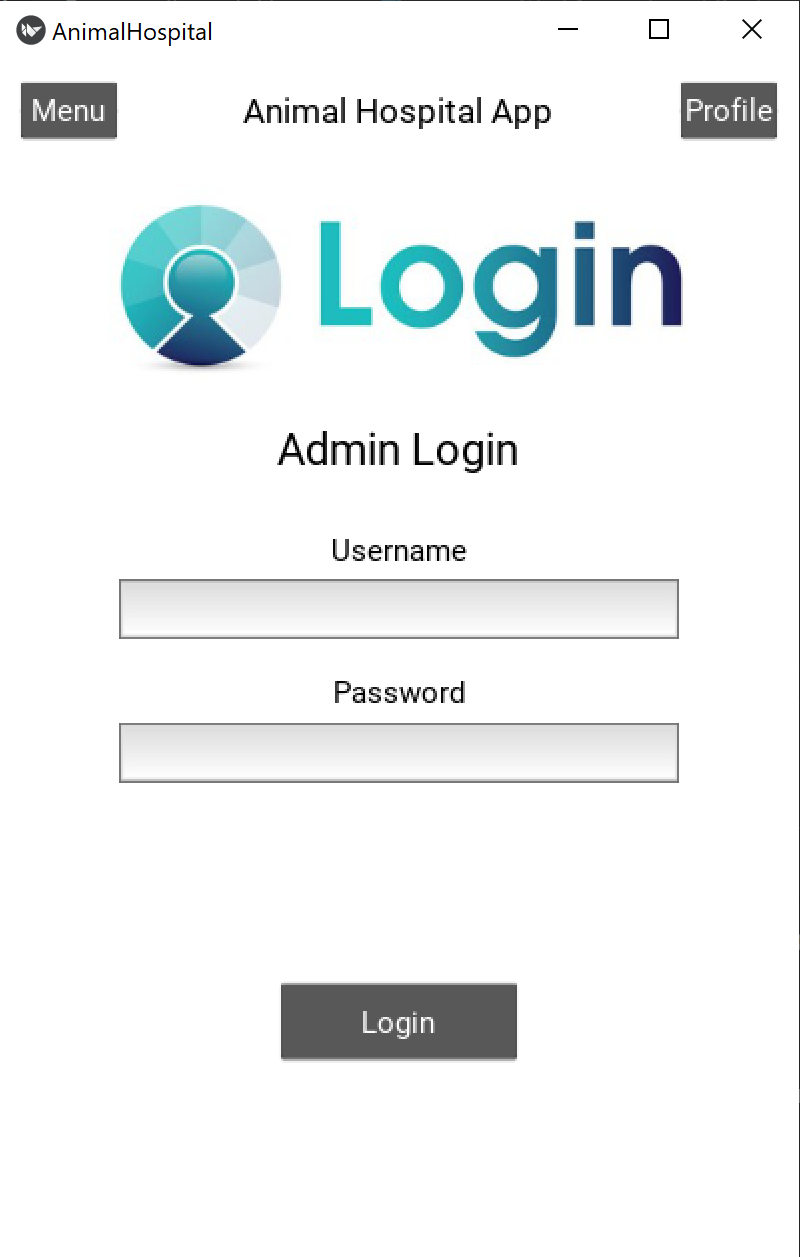 AnimalHospital
Menu Animal Hospital App Profile
Login
Admin Login
Username
Password
Login